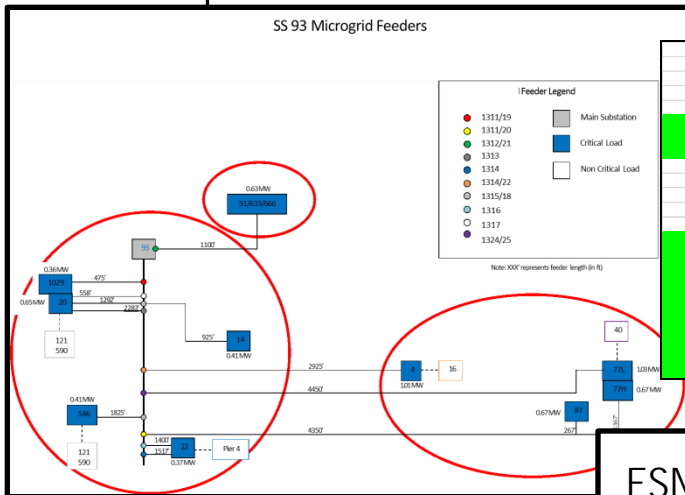 SS 93 Microgrid Feeders
Feeder Legend
1311/19
1311/20
1312/21
1313
1314
1314/22
1315/18
1316
1317
1324/25
Main Substation
Critical Load
Non Critical Load
Note: XXX' represents feeder length (in ft)
0.63MW
51/633/666
93
1100'
0.36MW
1029
475'
0.65MW
20
558'
1292'
2283'
121
590
925'
14
0.41MW
2925'
4
1.01MW
16
40
77L
1.03MW
77H
0.67MW
4450'
0.67MW
87
267'
367'
4350'
0.41MW
546
1825'
121
590
1400'
1517'
22
0.37MW
Pier 4